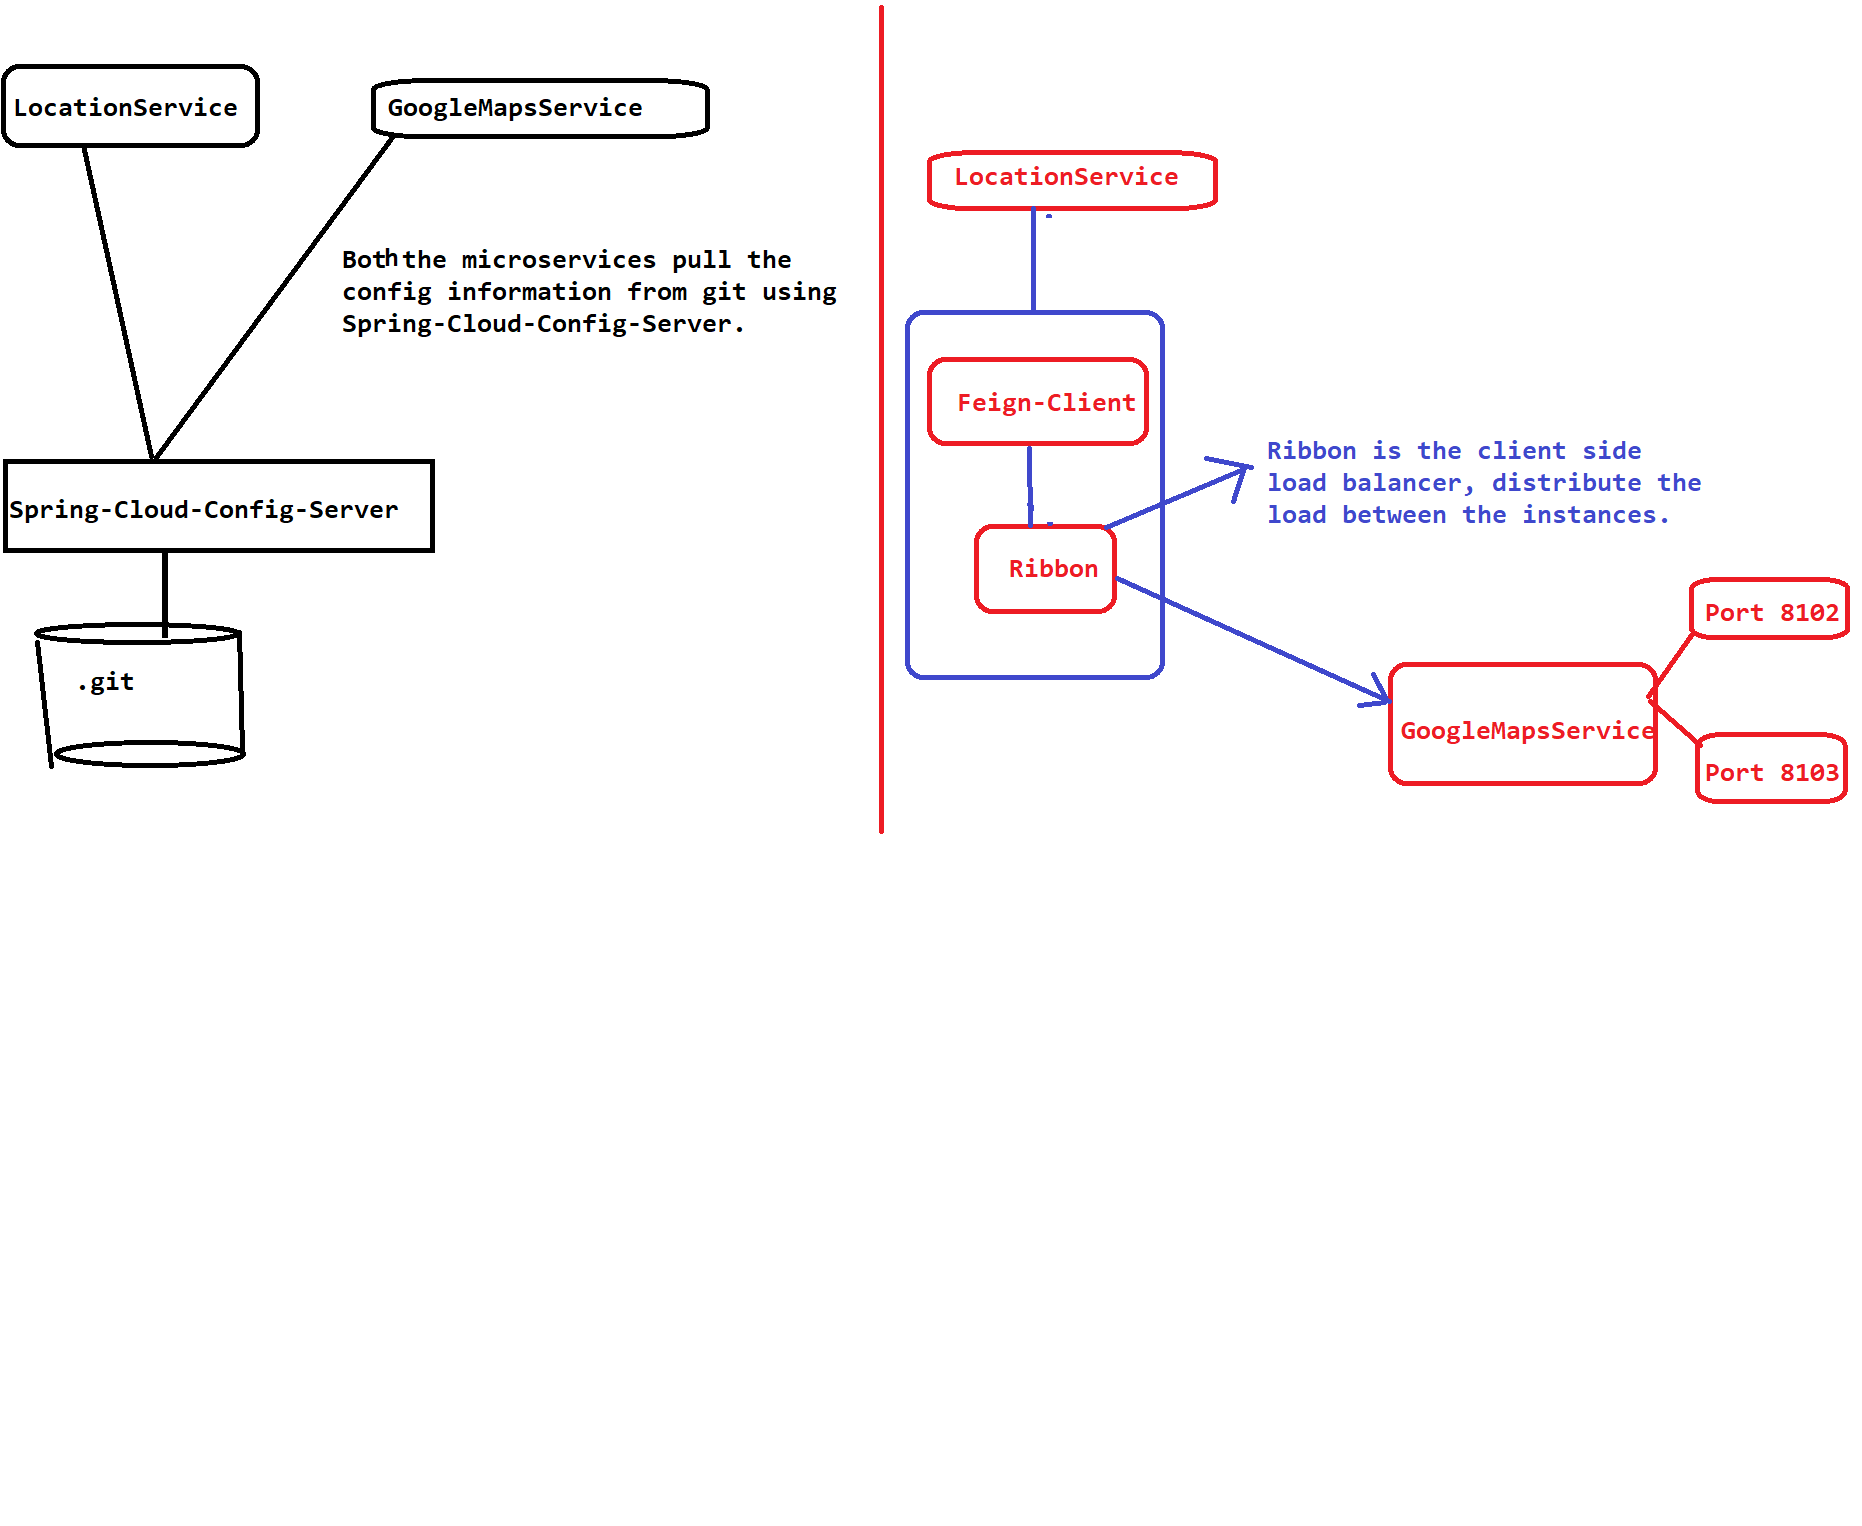 LocationService
GoogleMapsService
Both the microservices pull the
config information from git using
Spring-Cloud-Config-Server.
Spring-Cloud-Config-Server
.git
LocationService
Feign-Client
Ribbon is the client side
load balancer, distribute the
load between the instances.
Ribbon
Port 8102
GoogleMapsService
Port 8103